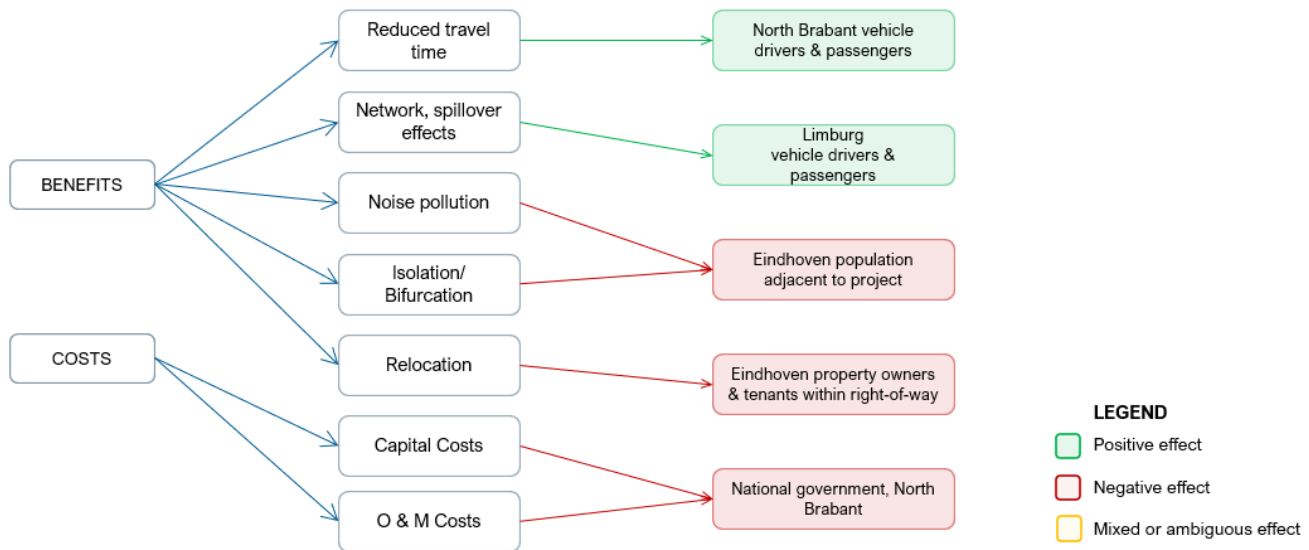 BENEFITS
COSTS
Reduced travel
time
Network, spillover
effects
Noise pollution
Isolation/
Bifurcation
Relocation
Capital Costs
O & M Costs
North Brabant vehicle
drivers & passengers
Limburg
vehicle drivers &
passengers
Eindhoven population
adjacent to project
Eindhoven property owners
& tenants within right-of-way
National government, North
Brabant
LEGEND
Positive effect
Negative effect
Mixed or ambiguous effect